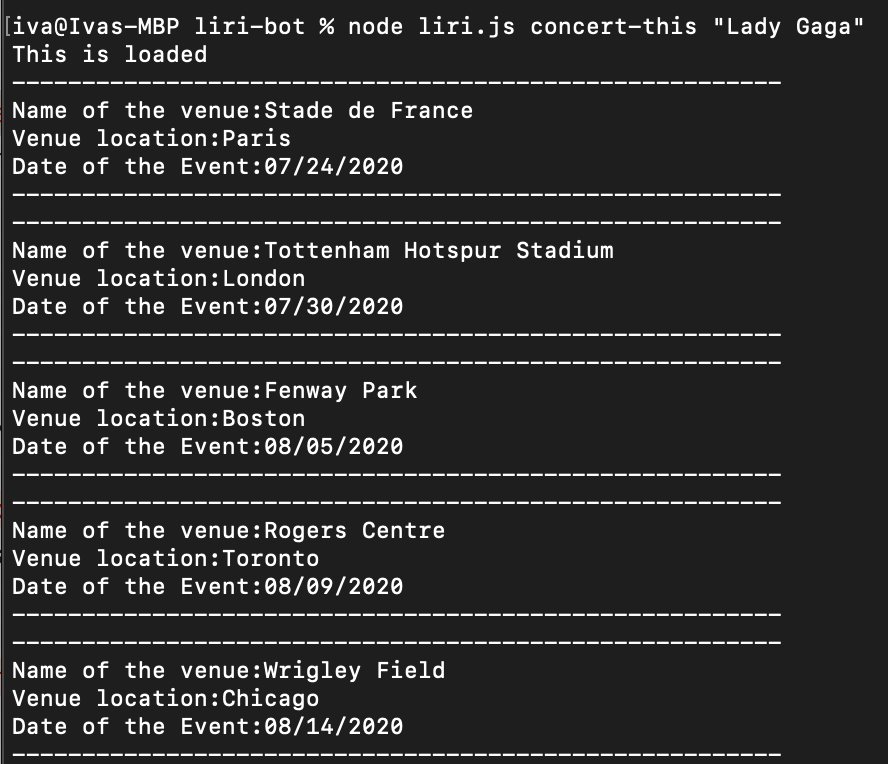 [iva@Ivas-MBP liri-bot % node liri.js concert-this "Lady Gaga"
This is loaded
-------------------------------------------------------
Name of the venue:Stade de France
Venue location:Paris
Date of the Event:07/24/2020
-------------------------------------------------------
-------------------------------------------------------
Name of the venue:Tottenham Hotspur Stadium
Venue location:London
Date of the Event:07/30/2020
-------------------------------------------------------
-------------------------------------------------------
Name of the venue:Fenway Park
Venue location:Boston
Date of the Event:08/05/2020
-------------------------------------------------------
-------------------------------------------------------
Name of the venue:Rogers Centre
Venue location:Toronto
Date of the Event:08/09/2020
-------------------------------------------------------
-------------------------------------------------------
Name of the venue:Wrigley Field
Venue location:Chicago
Date of the Event:08/14/2020
-------------------------------------------------------